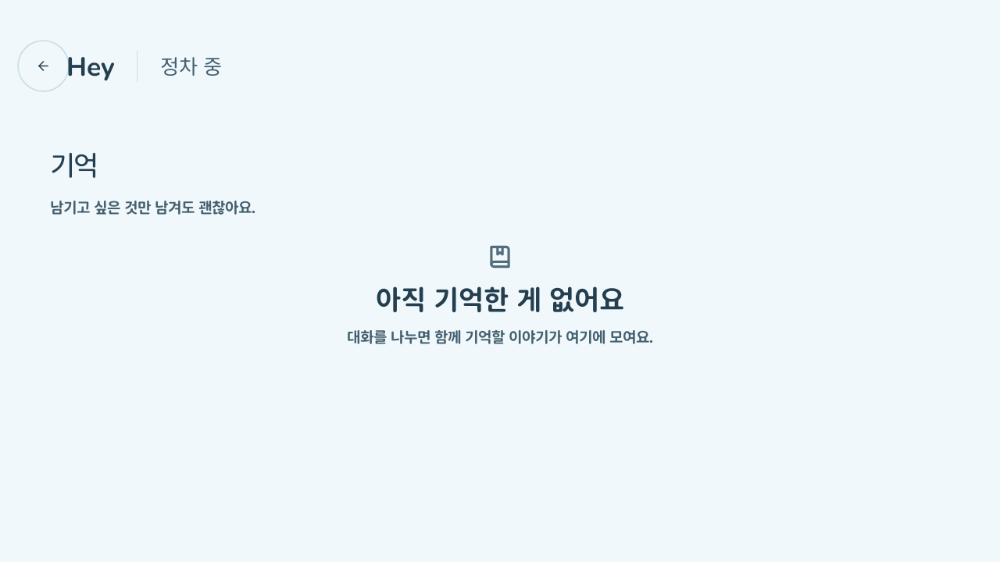 Hey
정차 중
기억
남기고 싶은 것만 남겨도 괜찮아요.
아직 기억한 게 없어요
대화를 나누면 함께 기억할 이야기가 여기에 모여요.